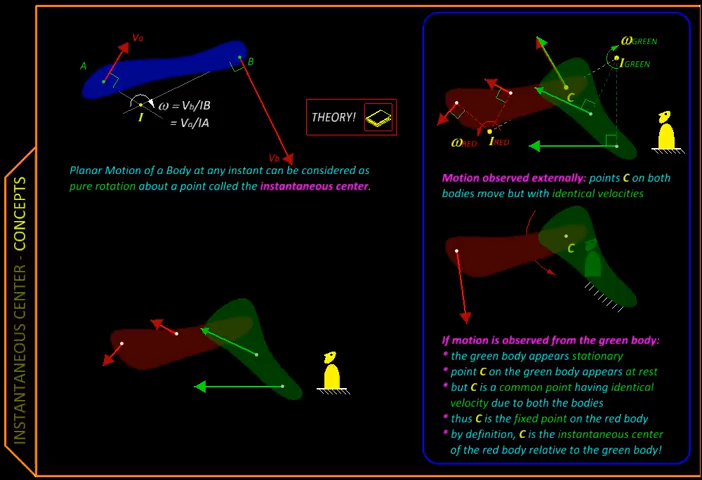 INSTANTANEOUS CENTER - CONCEPTS
Va
A
B
I
ω = Vb/IB
= Va/IA
THEORY!
Vb
Planar Motion of a Body at any instant can be considered as
pure rotation about a point called the instantaneous center.
ωGREEN
IGREEN
C
ωRED
IRED
Motion observed externally: points C on both
bodies move but with identical velocities
C
If motion is observed from the green body:
* the green body appears stationary
* point C on the green body appears at rest
* but C is a common point having identical
velocity due to both the bodies
* thus C is the fixed point on the red body
* by definition, C is the instantaneous center
of the red body relative to the green body!